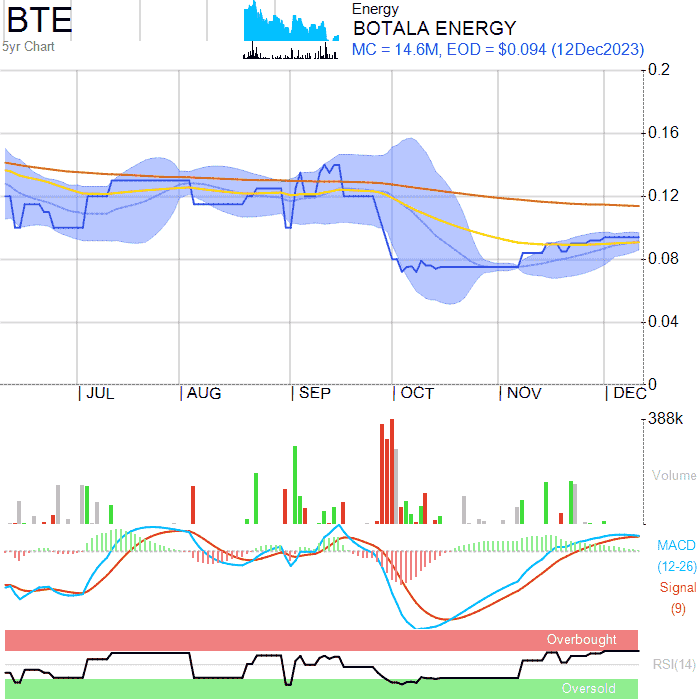 BTE
5yr Chart
Energy
BOTALA ENERGY
MC = 14.6M, EOD = $0.094 (12Dec2023)
0.2
0.16
0.12
0.08
0.04
0
| JUL | AUG | SEP | OCT | NOV | DEC
388k
Volume
MACD
(12-26)
Signal
(9)
Overbought
RSI(14)
Oversold